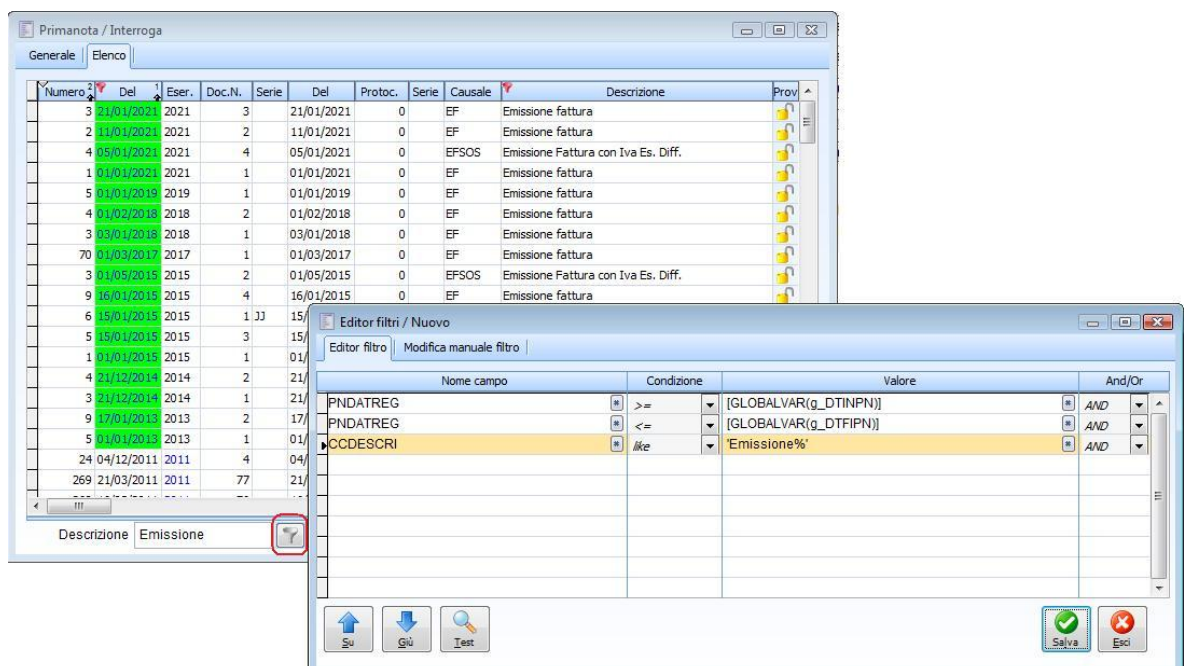 Primanota / Interroga
Generale Elenco
Numero 2 Del 1 Eser. Doc.N. Serie Del Protoc. Serie Causale Descrizione Prov
3 21/01/2021 2021 3 21/01/2021 0 EF Emissione fattura
2 11/01/2021 2021 2 11/01/2021 0 EF Emissione fattura
4 05/01/2021 2021 4 05/01/2021 0 EFSOS Emissione Fattura con Iva Es. Diff.
1 01/01/2021 2021 1 01/01/2021 0 EF Emissione fattura
5 01/01/2019 2019 1 01/01/2019 0 EF Emissione fattura
4 01/02/2018 2018 2 01/02/2018 0 EF Emissione fattura
3 03/01/2018 2018 1 03/01/2018 0 EF Emissione fattura
70 01/03/2017 2017 1 01/03/2017 0 EF Emissione fattura
3 01/05/2015 2015 2 01/05/2015 0 EFSOS Emissione Fattura con Iva Es. Diff.
9 16/01/2015 2015 4 16/01/2015 0 EF Emissione fattura
6 15/01/2015 2015 1 JJ 15/
5 15/01/2015 2015 3 15/
1 01/01/2015 2015 1 01/
4 21/12/2014 2014 2 21/
3 21/12/2014 2014 1 21/
9 17/01/2013 2013 2 17/
5 01/01/2013 2013 1 01/
24 04/12/2011 2011 4 04/
269 21/03/2011 2011 77 21/
Descrizione Emissione
Editor filtri / Nuovo
Editor filtro Modifica manuale filtro
Nome campo Condizione Valore And/Or
PNDATREG >= [GLOBALVAR(g_DTINPN)] AND
PNDATREG <= [GLOBALVAR(g_DTFIPN)] AND
CCDESCRI like 'Emissione%' AND
Su Giù Test Salva Esci